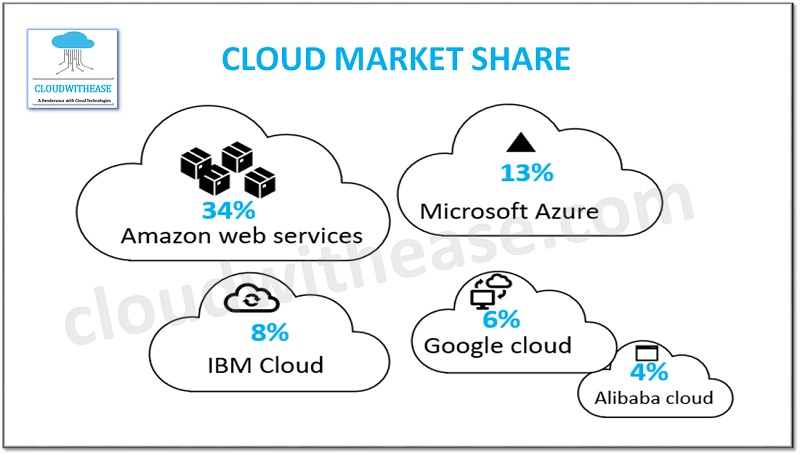 CLOUDWITHEASE
A Rendezvous with Cloud Technologies
CLOUD MARKET SHARE
34%
Amazon web services
13%
Microsoft Azure
8%
IBM Cloud
6%
Google cloud
4%
Alibaba cloud
cloudwithease.com